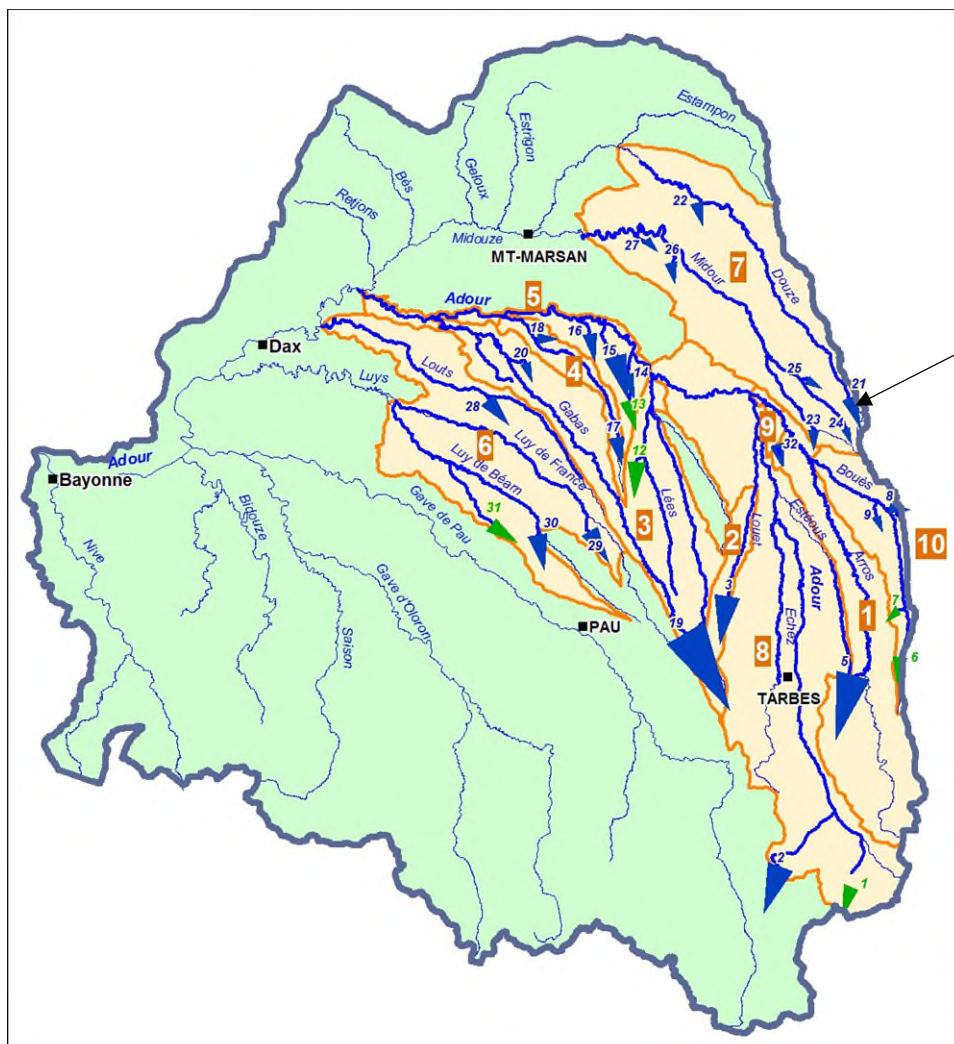 Estampon
Estrigon
Geloux
Bès
Retjons
22
Midouze
27
26
7
MT-MARSAN
Midour
Douze
Adour
5
Dax
18
16
15
14
25
21
Louts
20
4
Luys
13
23
24
28
Gabas
17
9
32
6
Luy de France
12
Boués
8
Adour
Luy de Béarn
9
Bayonne
Gave de Pau
31
30
29
3
Lées
2
Louet
Estéous
10
Bidouze
Arros
Nive
Adour
3
7
1
PAU
19
Echez
6
Gave d'Oloron
Saison
8
5
TARBES
2
1